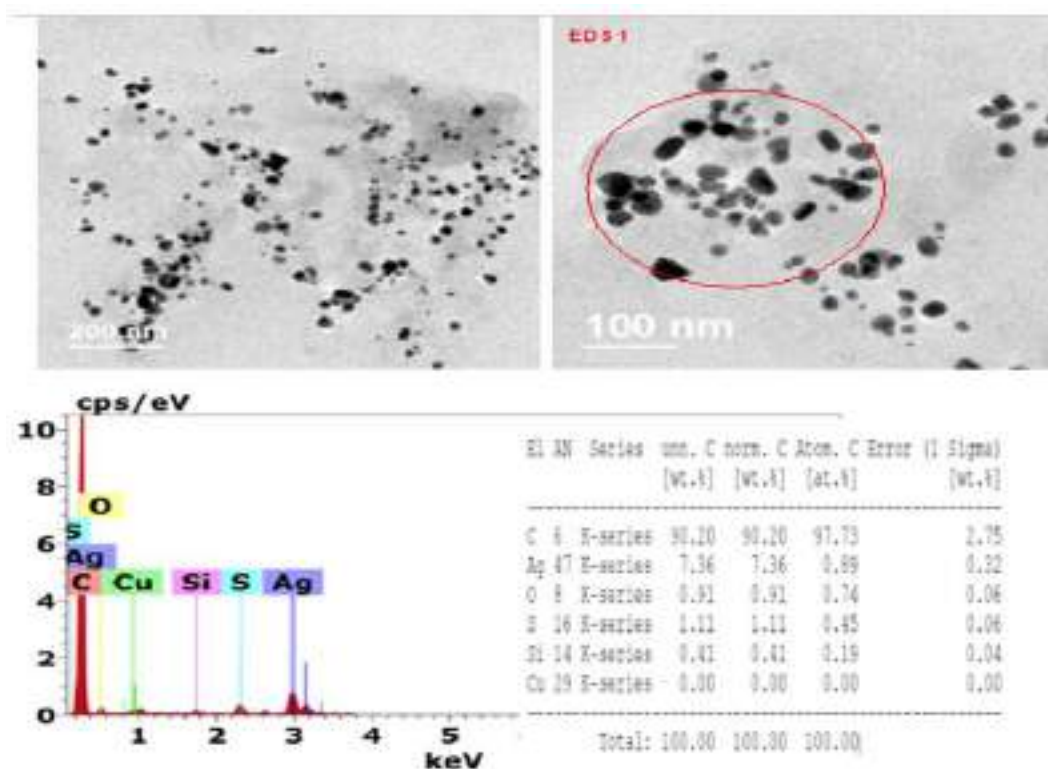 EDS 1
200 nm
100 nm
cps/eV
10
8
6
4
2
0
O
S
Ag
C Cu Si S Ag
1 2 3 4 5
keV
El AN Series unn. C norm. C Atom. C Error (1 Sigma)
[wt.%] [wt.%] [at.%] [wt.%]
C 6 K-series 90.20 90.20 97.73 2.75
Ag 47 K-series 7.36 7.36 0.89 0.32
O 8 K-series 0.91 0.91 0.74 0.06
S 16 K-series 1.11 1.11 0.45 0.06
Si 14 K-series 0.41 0.41 0.19 0.04
Cu 29 K-series 0.00 0.00 0.00 0.00
Total: 100.00 100.00 100.00